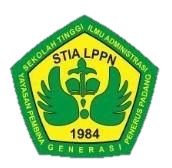 SEKOLAH TINGGI ILMU ADMINISTRASI
STIA LPPN
1984
YAYASAN PEMBINA GENERASI PENERUS PADANG